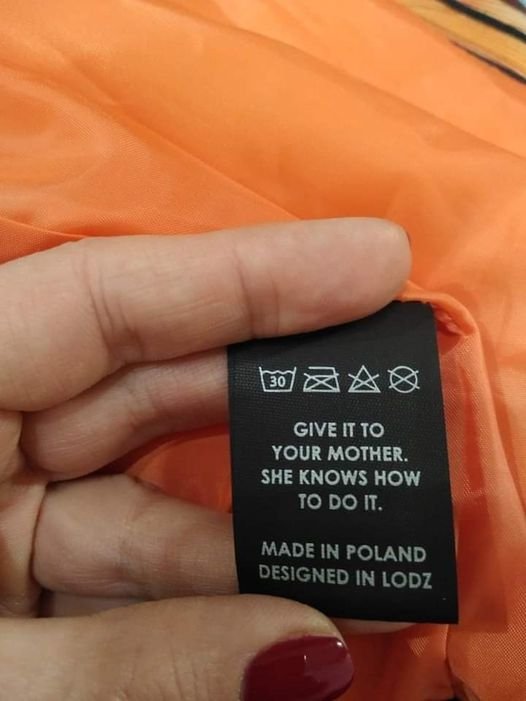 30
GIVE IT TO
YOUR MOTHER.
SHE KNOWS HOW
TO DO IT.
MADE IN POLAND
DESIGNED IN LODZ